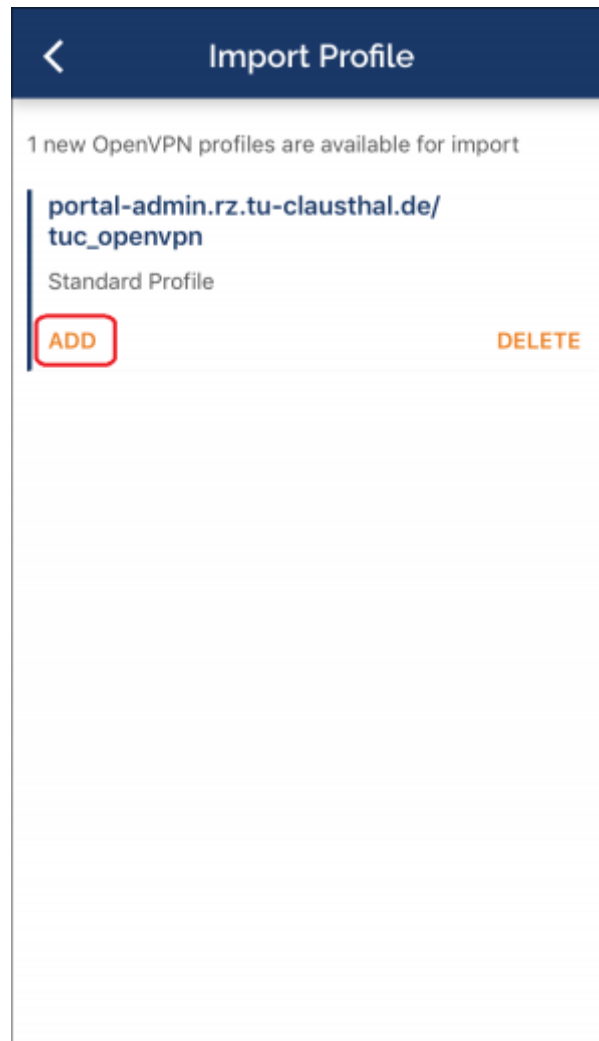 Import Profile
1 new OpenVPN profiles are available for import
portal-admin.rz.tu-clausthal.de/
tuc_openvpn
Standard Profile
ADD DELETE